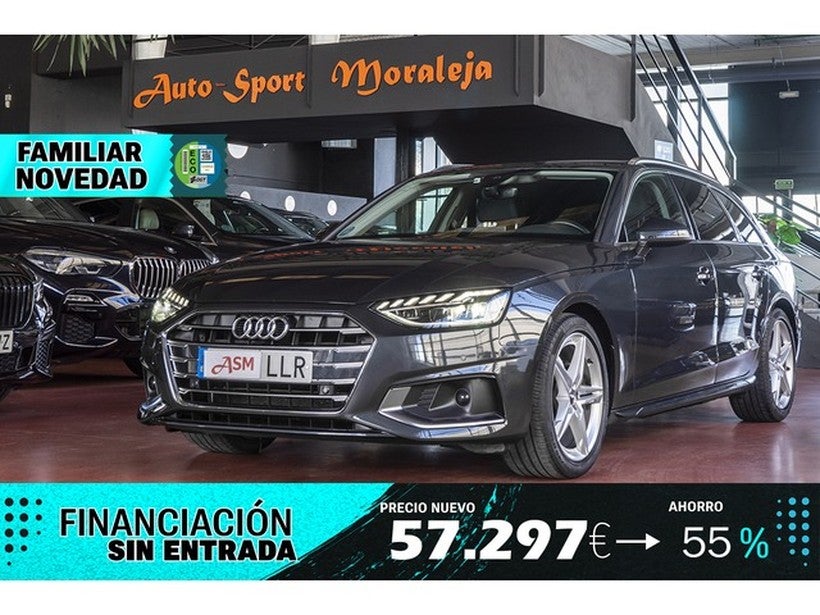 Auto-Sport Moraleja
FAMILIAR
NOVEDAD
ECO
ASM LLR
FINANCIACIÓN
SIN ENTRADA
PRECIO NUEVO
57.297€
AHORRO
55 %